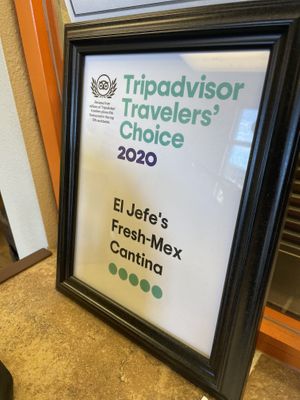 Tripadvisor
Travelers'
Choice
2020
El Jefe's
Fresh-Mex
Cantina